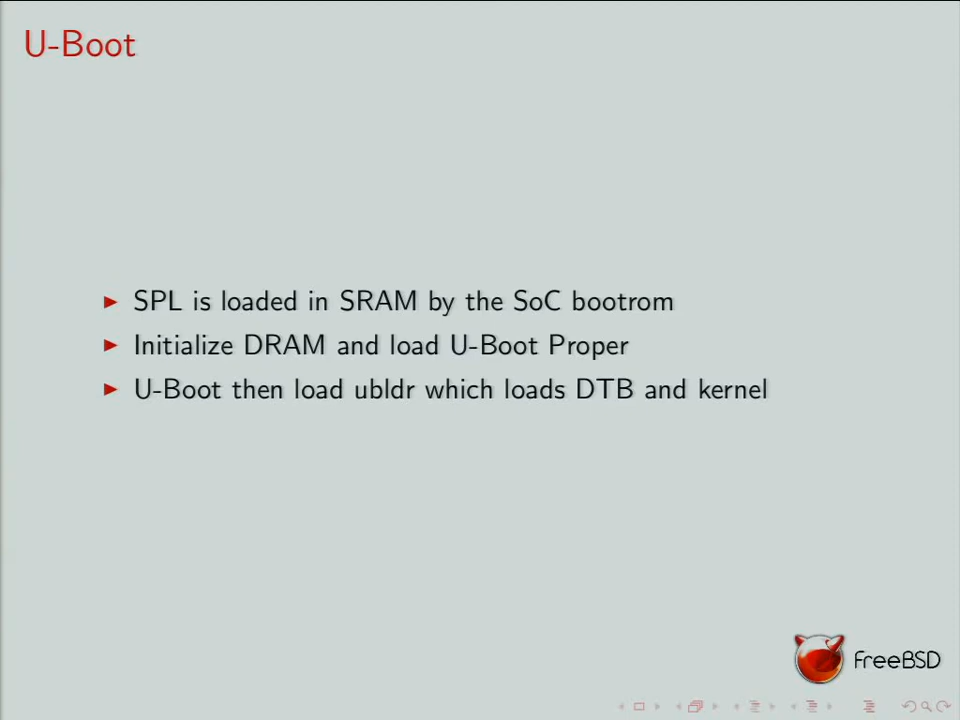 U-Boot
SPL is loaded in SRAM by the SoC bootrom
Initialize DRAM and load U-Boot Proper
U-Boot then load ubldr which loads DTB and kernel
FreeBSD